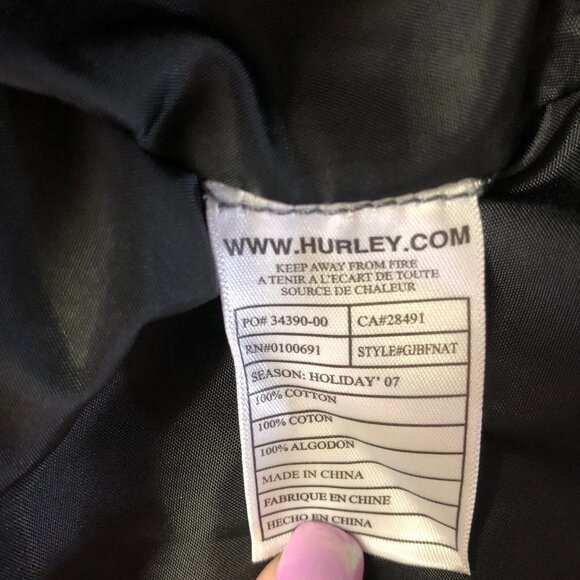 WWW.HURLEY.COM
KEEP AWAY FROM FIRE
A TENIR A L'ECART DE TOUTE
SOURCE DE CHALEUR
PO# 34390-00 CA#28491
RN#0100691 STYLE#GJBFNAT
SEASON: HOLIDAY' 07
100% COTTON
100% COTON
100% ALGODON
MADE IN CHINA
FABRIQUE EN CHINE
HECHO EN CHINA